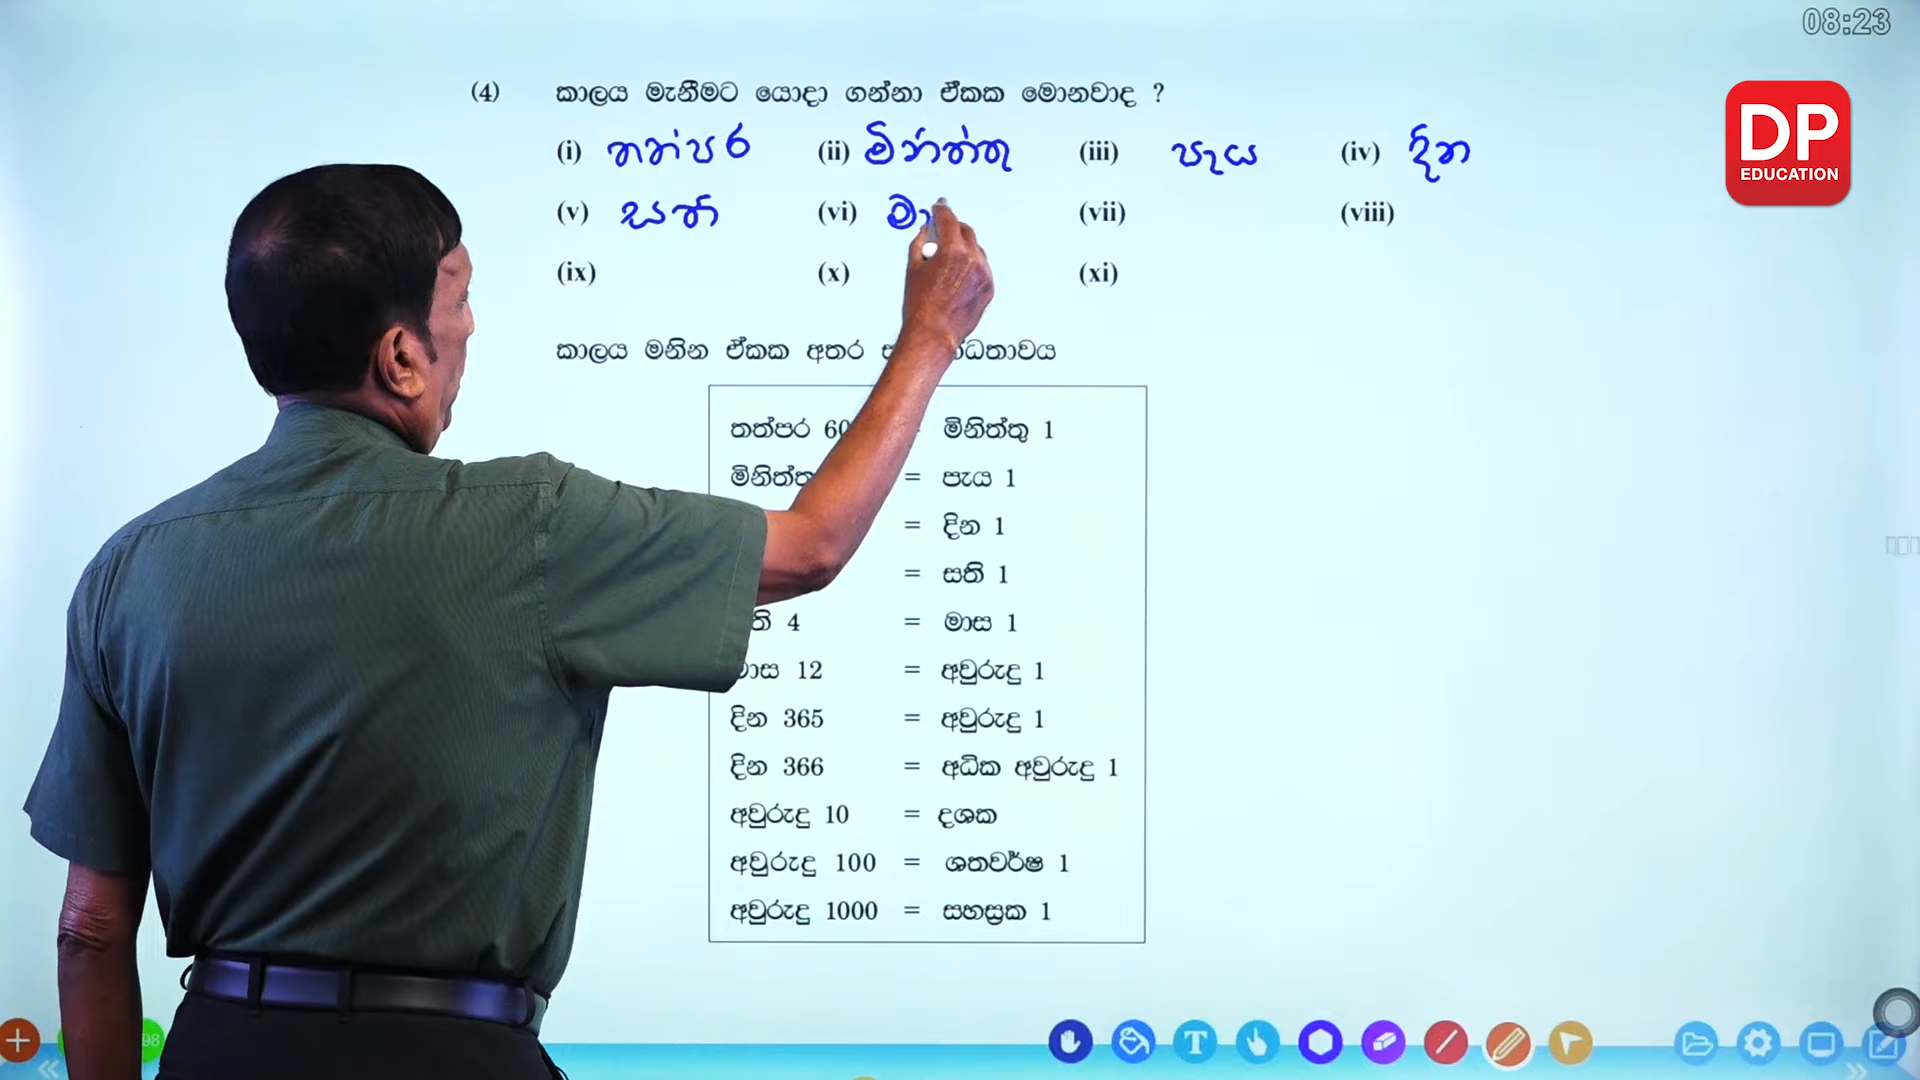 08:23
DP
EDUCATION
(4) කාලය මැනීමට යොදා ගන්නා ඒකක මොනවාද ?
(i) තත්පර (ii) මිනිත්තු (iii) පැය (iv) දින
(v) සති (vi) මා (vii) (viii)
(ix) (x) (xi)
කාලය මනින ඒකක අතර
තත්පර 60 = මිනිත්තු 1
මිනිත්තු = පැය 1
= දින 1
= සති 1
ති 4 = මාස 1
මාස 12 = අවුරුදු 1
දින 365 = අවුරුදු 1
දින 366 = අධික අවුරුදු 1
අවුරුදු 10 = දශක
අවුරුදු 100 = ශතවර්ෂ 1
අවුරුදු 1000 = සහස්‍රක 1
98